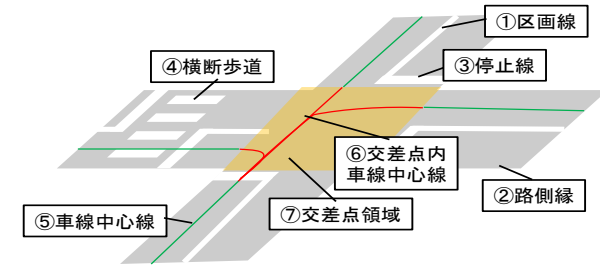 ①区画線
④横断歩道
③停止線
⑥交差点内
車線中心線
②路側縁
⑦交差点領域
⑤車線中心線